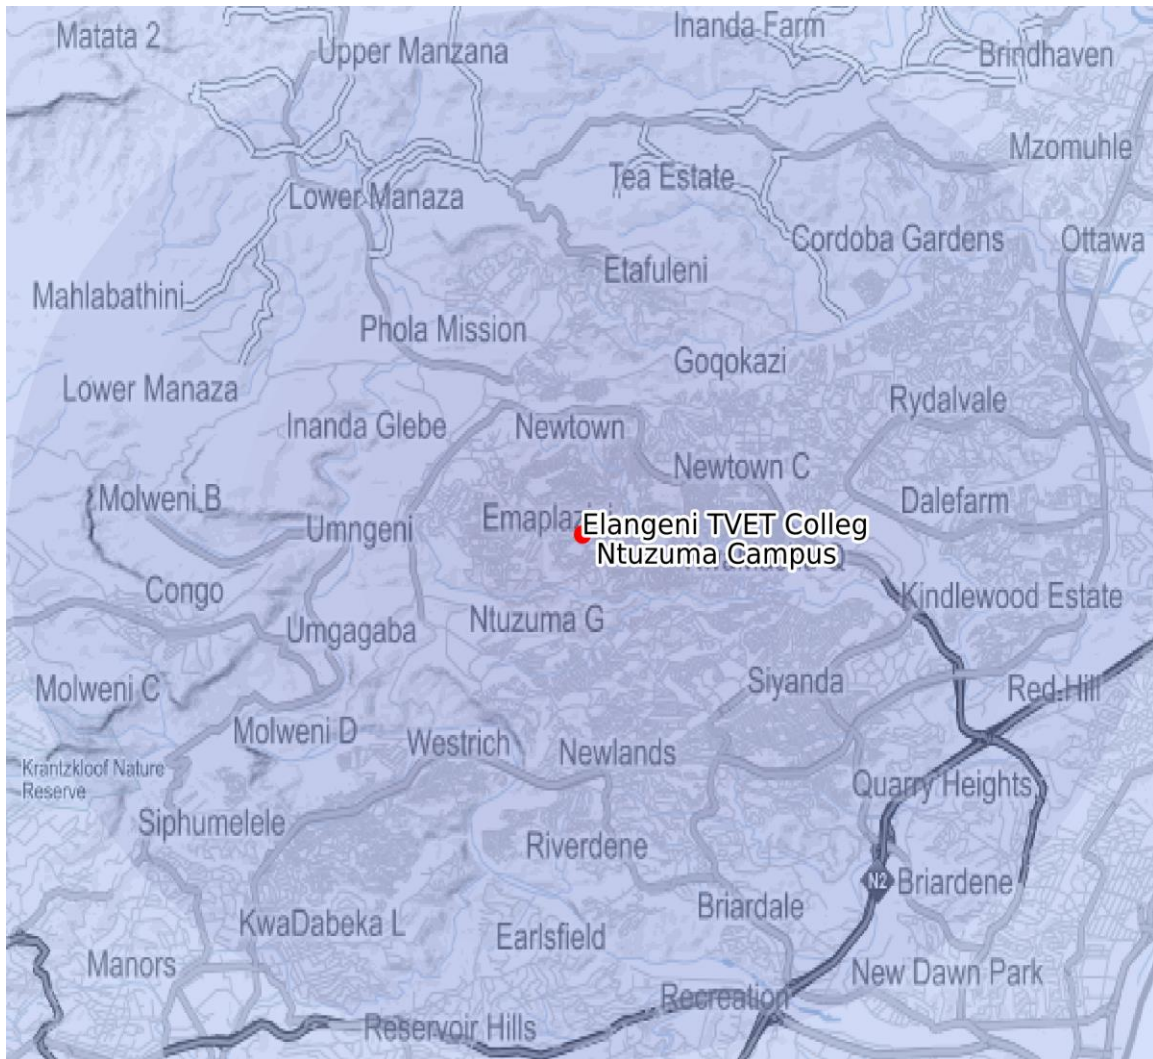 Matata 2
Upper Manzana
Inanda Farm
Brindhaven
Mzomuhle
Lower Manaza
Tea Estate
Cordoba Gardens
Ottawa
Etafuleni
Mahlabathini
Phola Mission
Goqokazi
Lower Manaza
Rydalvale
Inanda Glebe
Newtown
Newtown C
Molweni B
Dalefarm
Umngeni
Elangeni TVET Colleg
Ntuzuma Campus
Congo
Kindlewood Estate
Umgagaba
Ntuzuma G
Molweni C
Siyanda
Red Hill
Molweni D
Westrich
Newlands
Krantzkloof Nature
Reserve
Quarry Heights
Siphumelele
Riverdene
N2
Briardene
Briardale
KwaDabeka L
Earlsfield
Manors
New Dawn Park
Recreation
Reservoir Hills